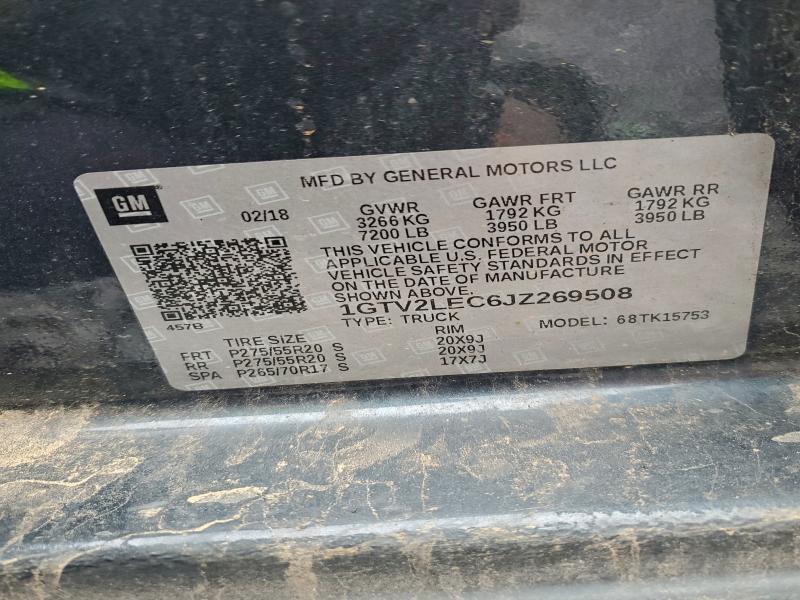 MFD BY GENERAL MOTORS LLC
GM
02/18
GVWR
3266 KG
7200 LB
GAWR FRT
1792 KG
3950 LB
GAWR RR
1792 KG
3950 LB
THIS VEHICLE CONFORMS TO ALL
APPLICABLE U.S. FEDERAL MOTOR
VEHICLE SAFETY STANDARDS IN EFFECT
ON THE DATE OF MANUFACTURE
SHOWN ABOVE.
1GTV2LEC6JZ269508
TYPE: TRUCK
MODEL: 68TK15753
457B
TIRE SIZE RIM
FRT P275/55R20 S 20X9J
RR P275/55R20 S 20X9J
SPA P265/70R17 S 17X7J